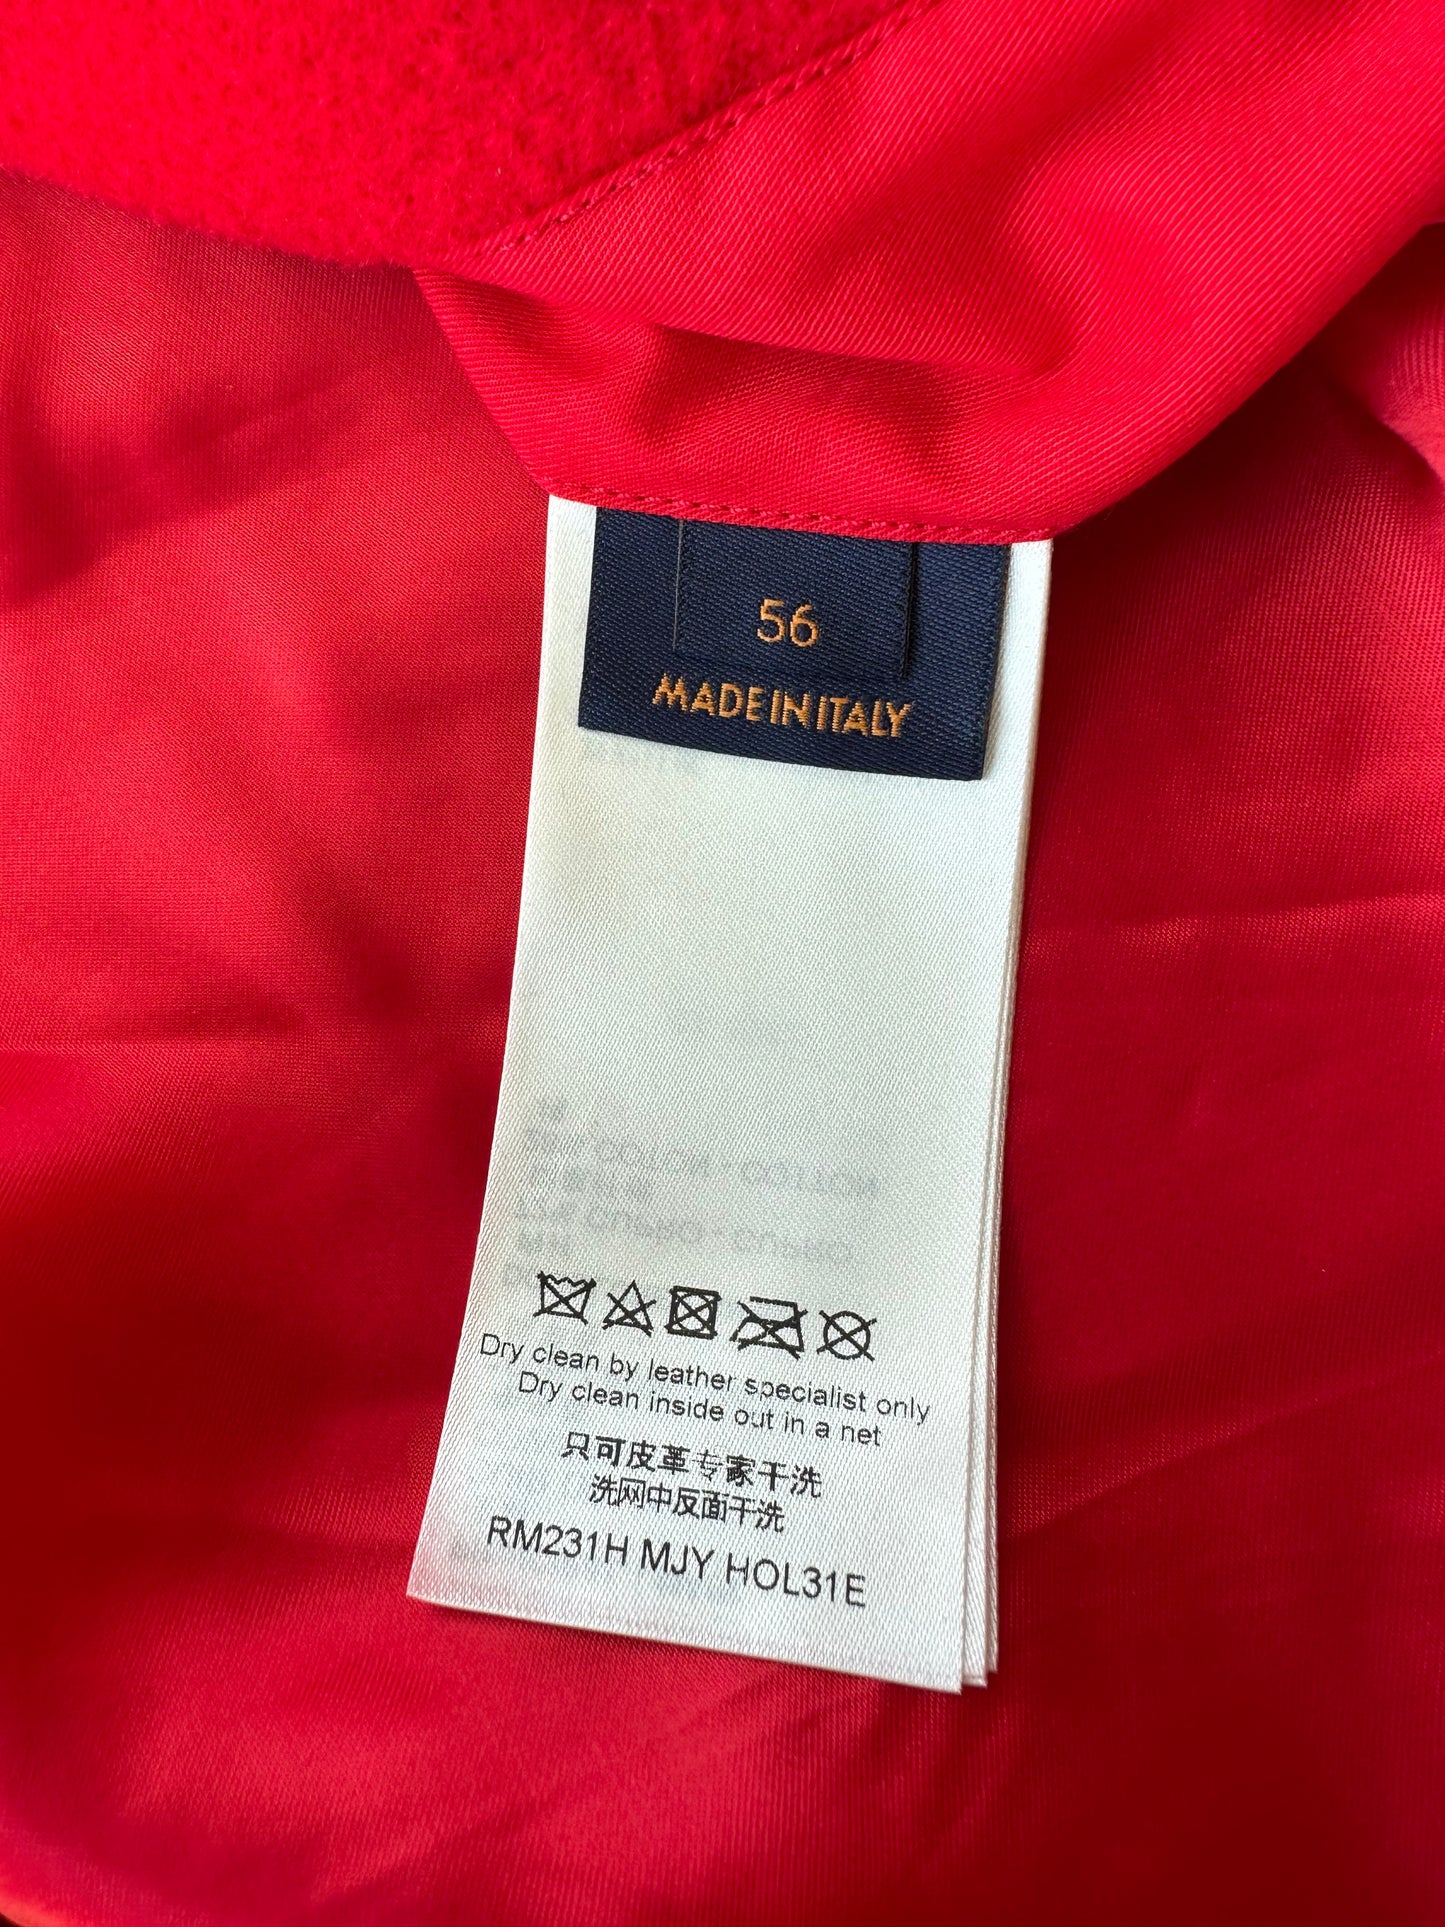 56
MADE IN ITALY
Dry clean by leather specialist only
Dry clean inside out in a net
只可皮革专家干洗
洗网中反面干洗
RM231H MJY HOL31E